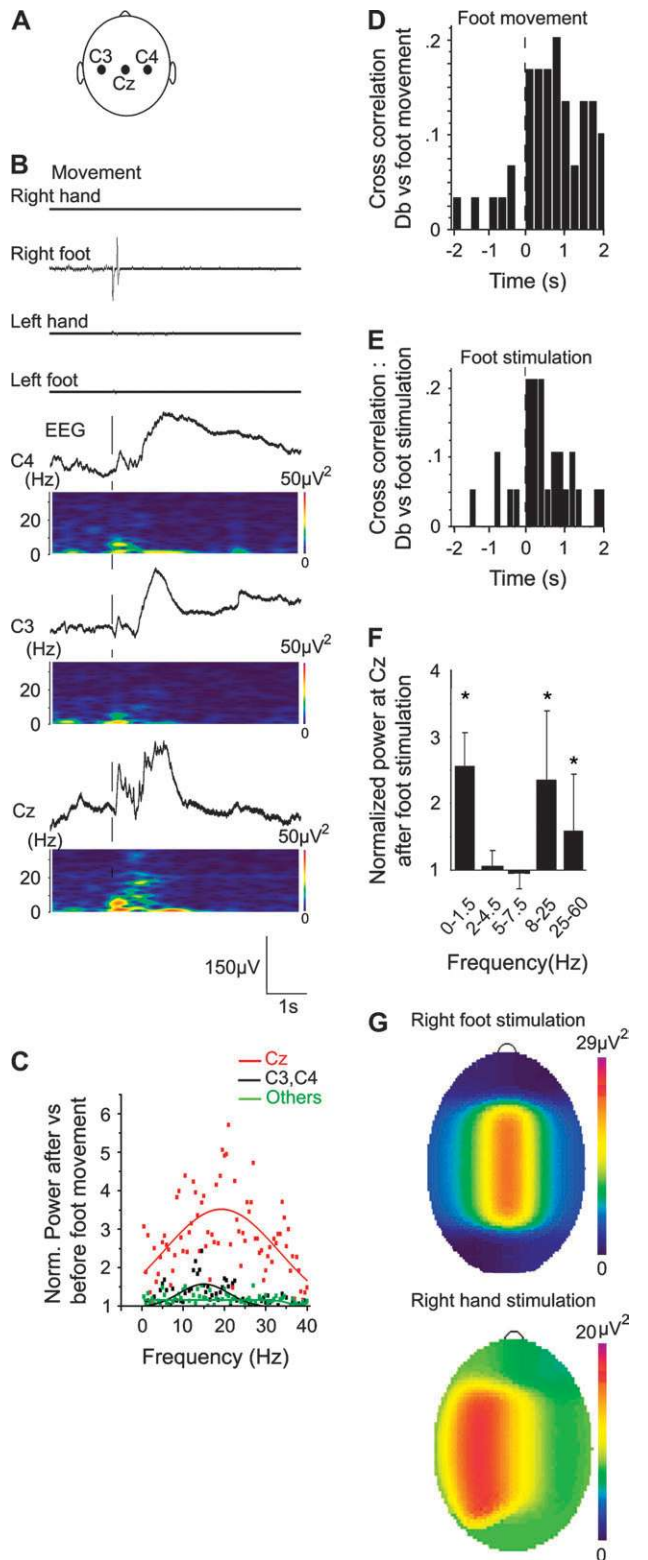 A
C3 C4
Cz
B
Movement
Right hand
Right foot
Left hand
Left foot
EEG
C4
(Hz)
50µV²
20
0
0
C3
(Hz)
50µV²
20
0
0
Cz
(Hz)
50µV²
20
0
0
150µV
1s
C
Cz
C3,C4
Others
Norm. Power after vs
before foot movement
6
5
4
3
2
1
0 10 20 30 40
Frequency (Hz)
D
Foot movement
Cross correlation
Db vs foot movement
.2
.1
0
-2 -1 0 1 2
Time (s)
E
Foot stimulation
Cross correlation :
Db vs foot stimulation
.2
.1
0
-2 -1 0 1 2
Time (s)
F
Normalized power at Cz
after foot stimulation
4
3
2
1
* * *
0-1.5
2-4.5
5-7.5
8-25
25-60
Frequency(Hz)
G
Right foot stimulation
29µV²
0
Right hand stimulation
20µV²
0